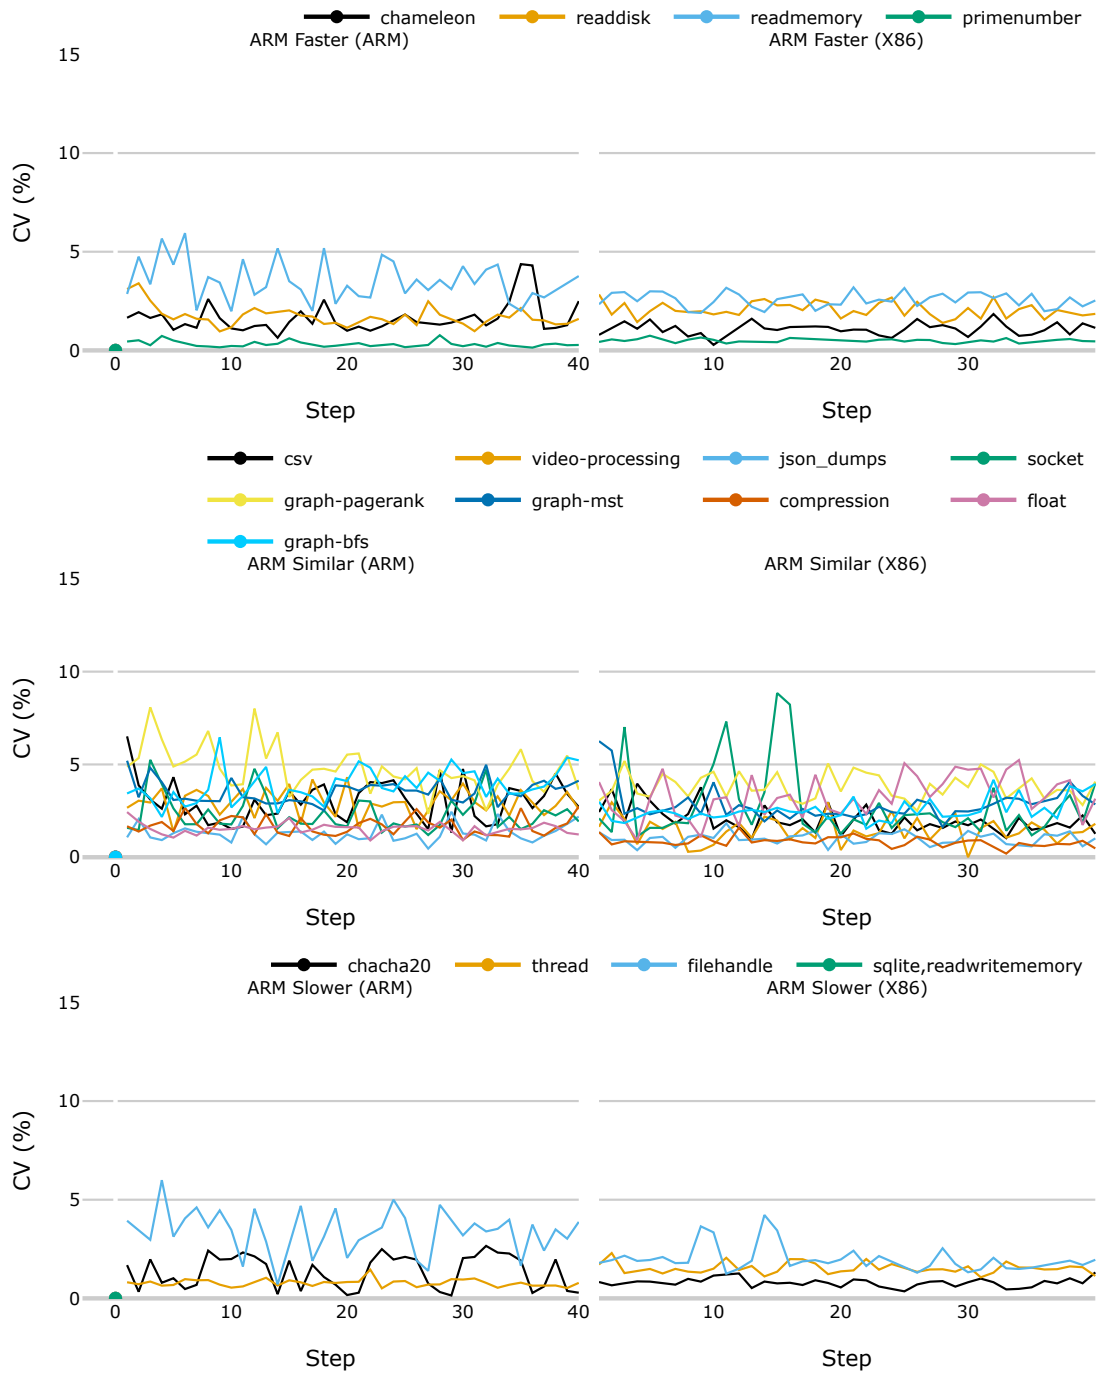 chameleon readdisk readmemory primenumber
ARM Faster (ARM) ARM Faster (X86)
15
10
5
0
CV (%)
0 10 20 30 40 10 20 30
Step Step
csv video-processing json_dumps socket
graph-pagerank graph-mst compression float
graph-bfs
ARM Similar (ARM) ARM Similar (X86)
15
10
5
0
CV (%)
0 10 20 30 40 10 20 30
Step Step
chacha20 thread filehandle sqlite,readwritememory
ARM Slower (ARM) ARM Slower (X86)
15
10
5
0
CV (%)
0 10 20 30 40 10 20 30
Step Step